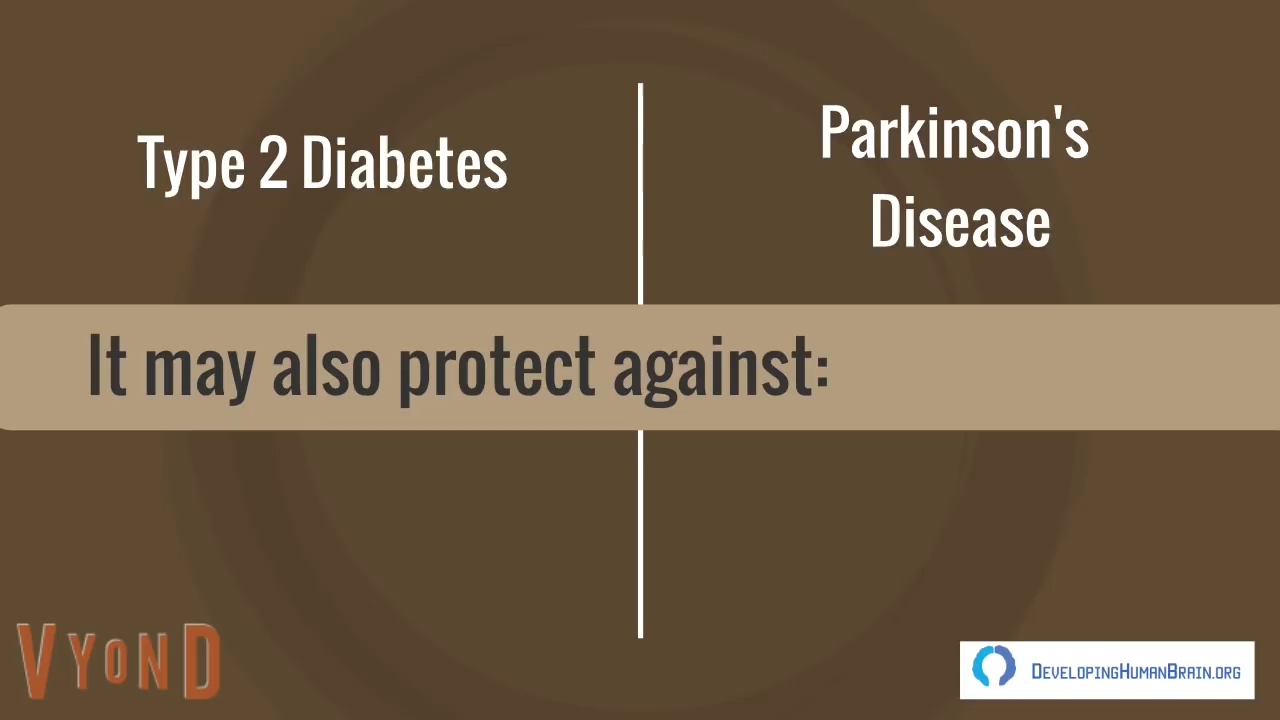 Type 2 Diabetes
Parkinson's
Disease
It may also protect against:
VYOND
DEVELOPINGHUMANBRAIN.ORG